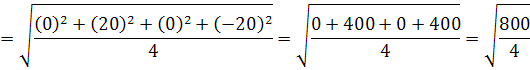 = √((0)² + (20)² + (0)² + (−20)² / 4) = √(0 + 400 + 0 + 400 / 4) = √(800 / 4)